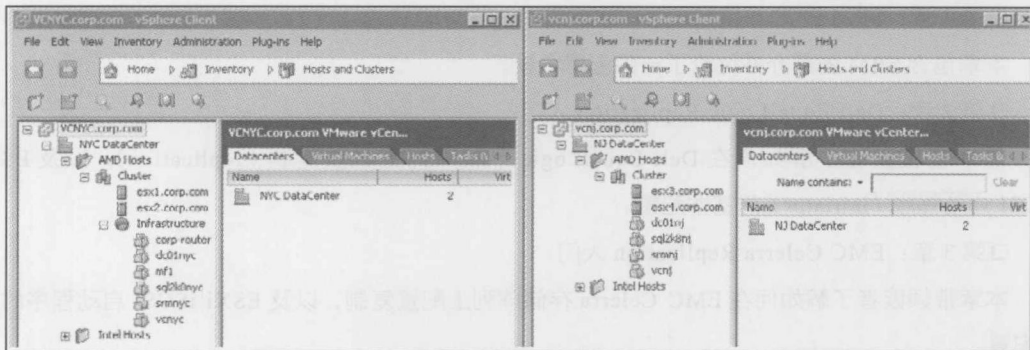 VCNYC.corp.com - vSphere Client
File Edit View Inventory Administration Plug-ins Help
Home Inventory Hosts and Clusters
VCNYC.corp.com
NYC DataCenter
AMD Hosts
Cluster
esx1.corp.com
esx2.corp.com
Infrastructure
corp-router
dc01nyc
mf1
sql2k8nyc
srmnyc
vcnyc
Intel Hosts
VCNYC.corp.com VMware vCen...
Datacenters Virtual Machines Hosts Tasks
Name Hosts Virt
NYC DataCenter 2
vcnj.corp.com - vSphere Client
File Edit View Inventory Administration Plug-ins Help
Home Inventory Hosts and Clusters
vcnj.corp.com
NJ DataCenter
AMD Hosts
Cluster
esx3.corp.com
esx4.corp.com
dc01nj
sql2k8nj
srmnj
vcnj
Intel Hosts
vcnj.corp.com VMware vCenter...
Datacenters Virtual Machines Hosts Tasks
Name contains: Clear
Name Hosts Virt
NJ DataCenter 2